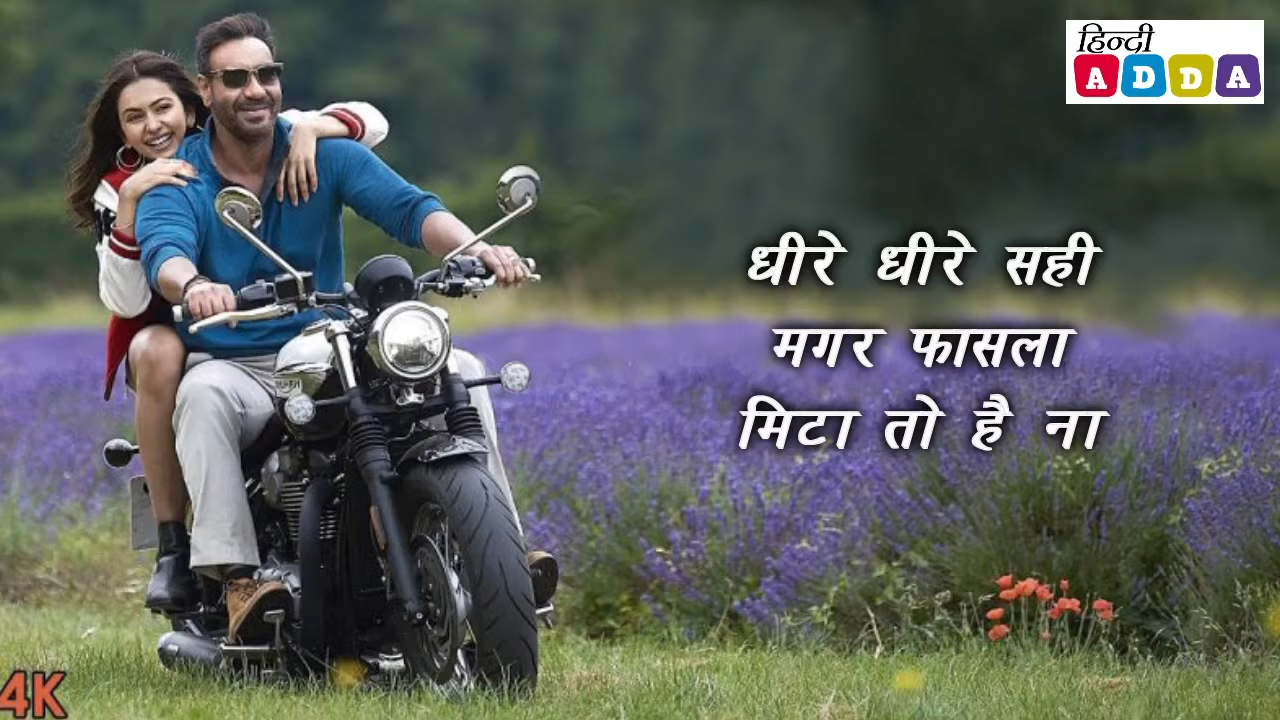 हिन्दी
ADDA
धीरे धीरे सही
मगर फासला
मिटा तो है ना
4K